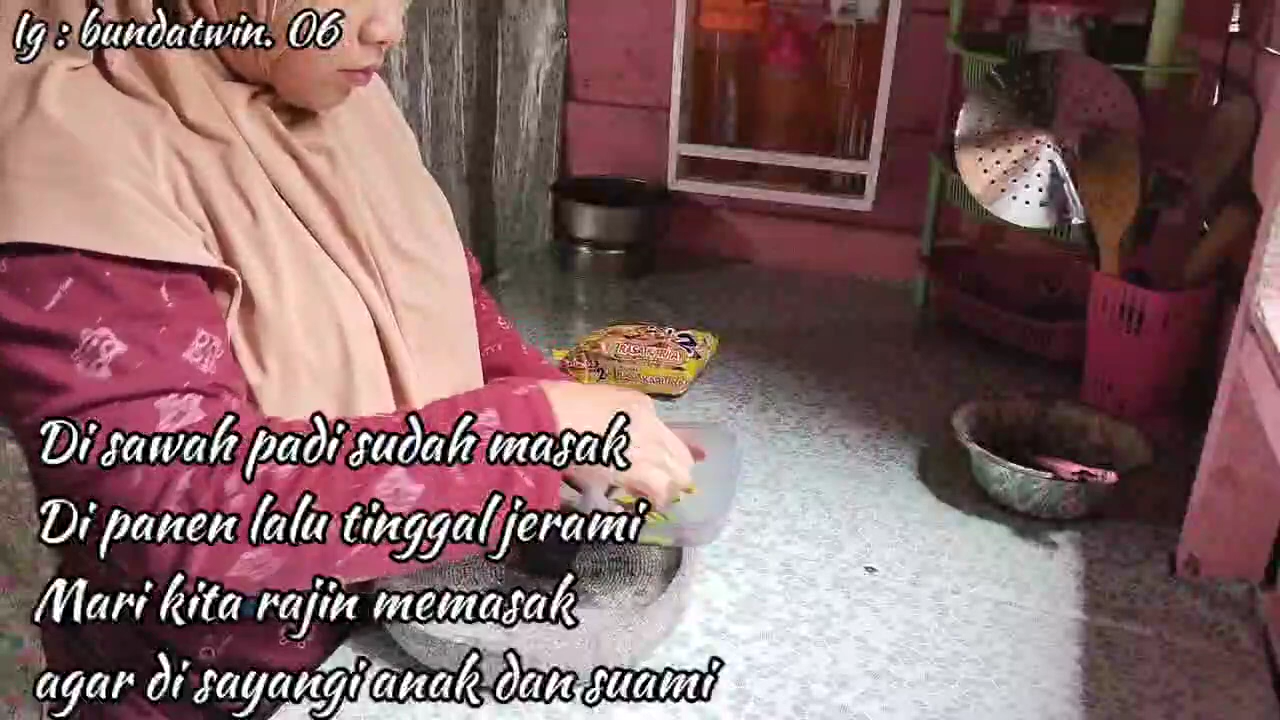 Ig : bundatwin. 06
Di sawah padi sudah masak
Di panen lalu tinggal jerami
Mari kita rajin memasak
agar di sayangi anak dan suami